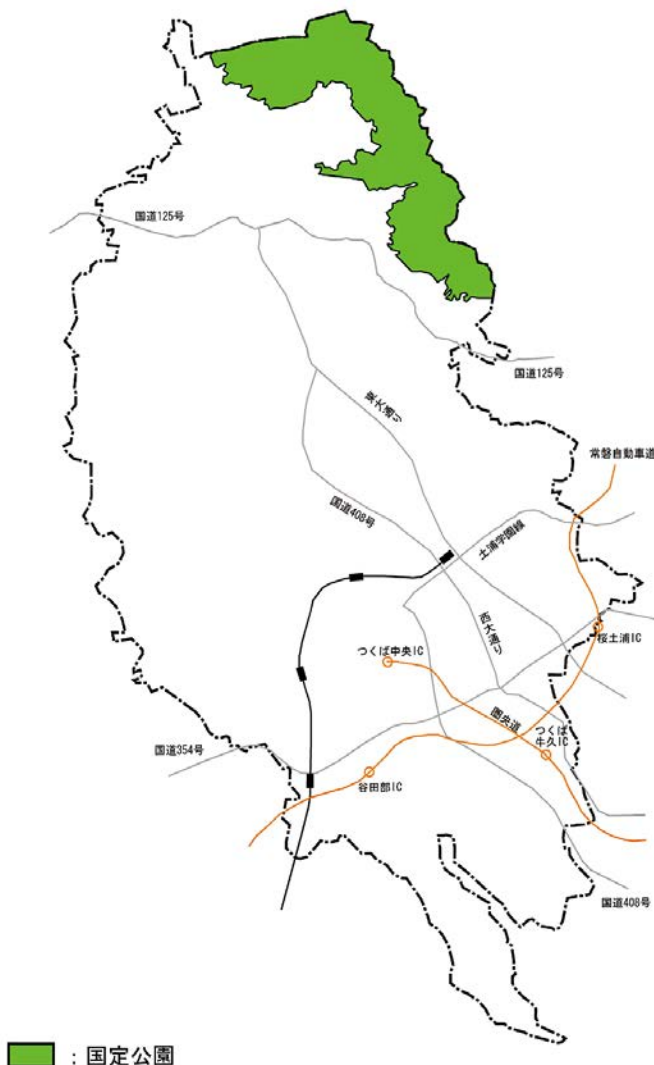 国道125号
国道125号
東大通り
常磐自動車道
国道408号
土浦学園線
西大通り
桜土浦IC
つくば中央IC
圏央道
つくば
牛久IC
国道354号
谷田部IC
国道408号
：国定公園